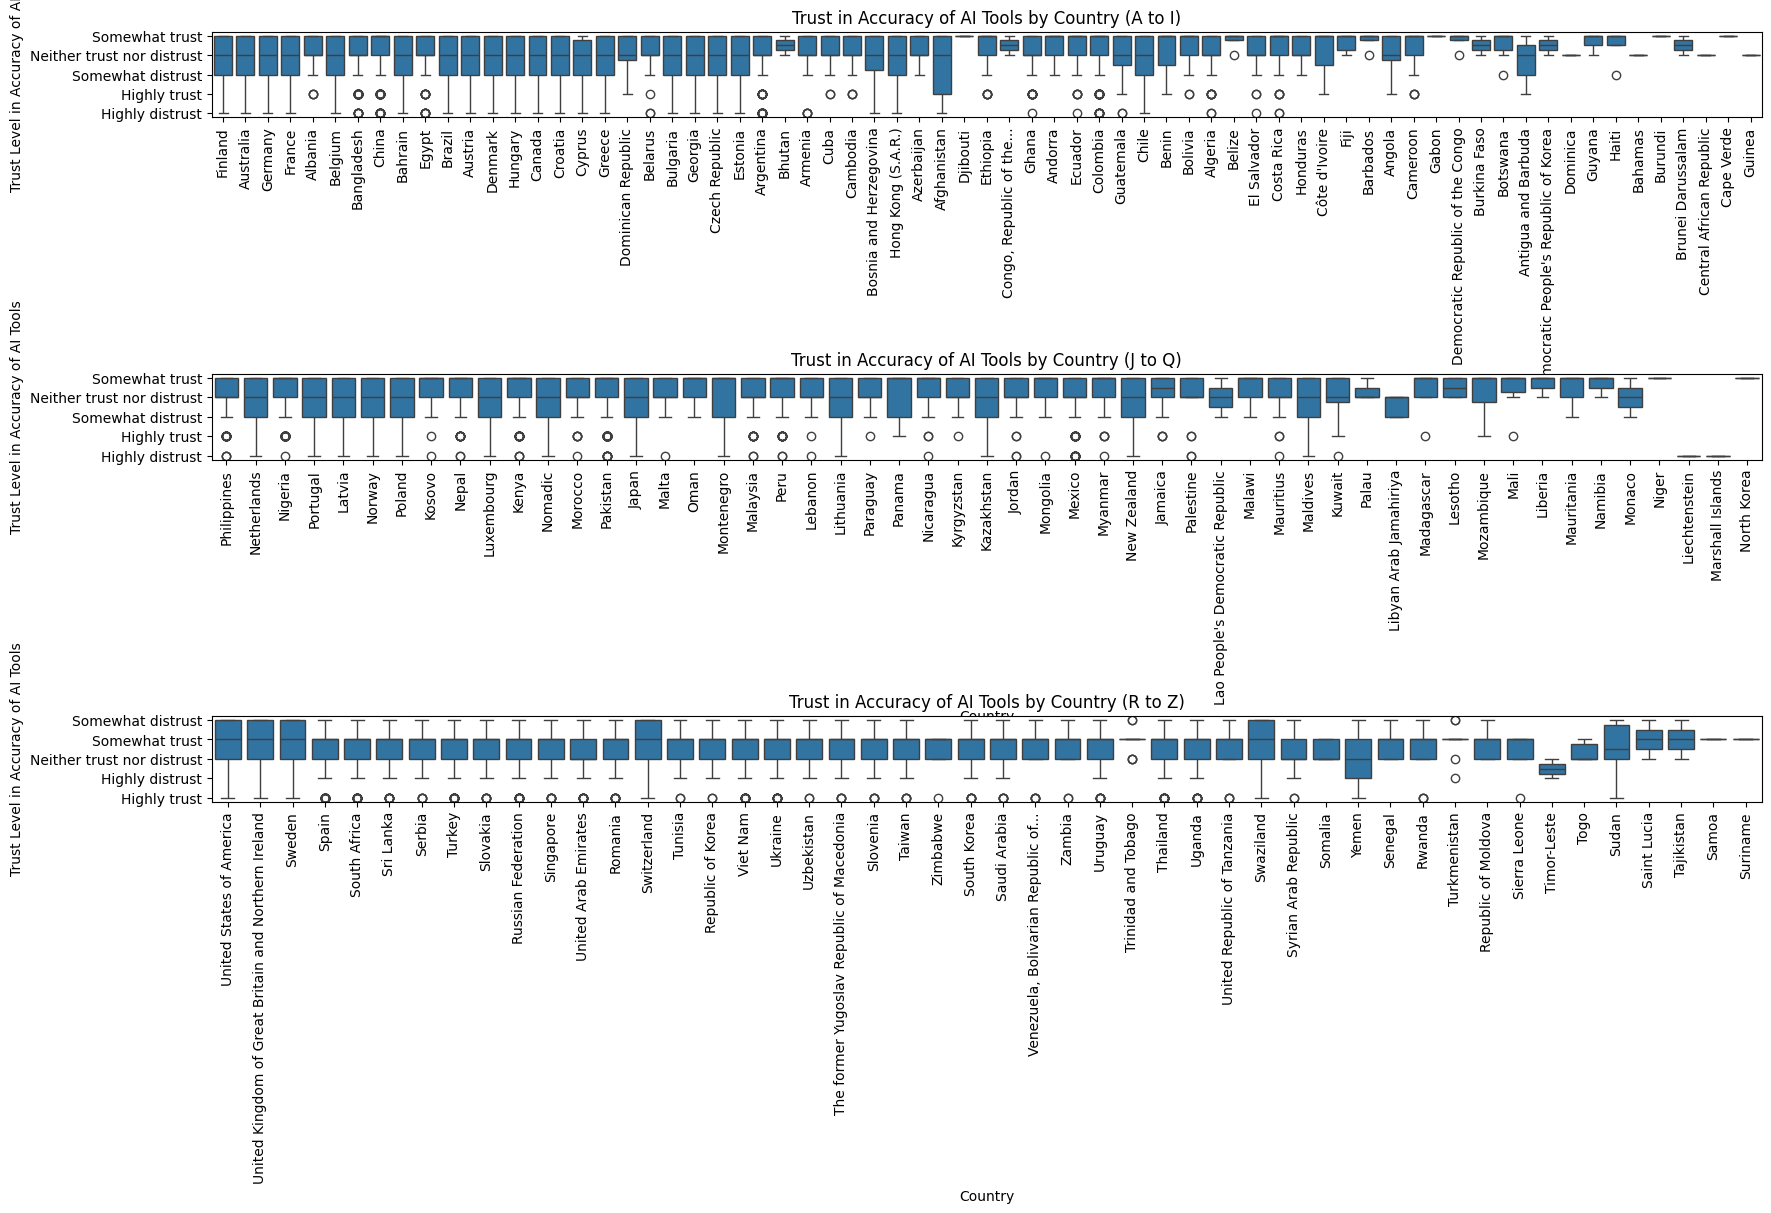 Trust in Accuracy of AI Tools by Country (A to I)
Trust Level in Accuracy of AI
Somewhat trust
Neither trust nor distrust
Somewhat distrust
Highly trust
Highly distrust
Finland
Australia
Germany
France
Albania
Belgium
Bangladesh
China
Bahrain
Egypt
Brazil
Austria
Denmark
Hungary
Canada
Croatia
Cyprus
Greece
Dominican Republic
Belarus
Bulgaria
Georgia
Czech Republic
Estonia
Argentina
Bhutan
Armenia
Cuba
Cambodia
Bosnia and Herzegovina
Hong Kong (S.A.R.)
Azerbaijan
Afghanistan
Djibouti
Ethiopia
Congo, Republic of the...
Ghana
Andorra
Ecuador
Colombia
Guatemala
Chile
Benin
Bolivia
Algeria
Belize
El Salvador
Costa Rica
Honduras
Côte d'Ivoire
Fiji
Barbados
Angola
Cameroon
Gabon
Democratic Republic of the Congo
Burkina Faso
Botswana
Antigua and Barbuda
mocratic People's Republic of Korea
Dominica
Guyana
Haiti
Bahamas
Burundi
Brunei Darussalam
Central African Republic
Cape Verde
Guinea
Trust in Accuracy of AI Tools by Country (J to Q)
Trust Level in Accuracy of AI Tools
Somewhat trust
Neither trust nor distrust
Somewhat distrust
Highly trust
Highly distrust
Philippines
Netherlands
Nigeria
Portugal
Latvia
Norway
Poland
Kosovo
Nepal
Luxembourg
Kenya
Nomadic
Morocco
Pakistan
Japan
Malta
Oman
Montenegro
Malaysia
Peru
Lebanon
Lithuania
Paraguay
Panama
Nicaragua
Kyrgyzstan
Kazakhstan
Jordan
Mongolia
Mexico
Myanmar
New Zealand
Jamaica
Palestine
Lao People's Democratic Republic
Malawi
Mauritius
Maldives
Kuwait
Palau
Libyan Arab Jamahiriya
Madagascar
Lesotho
Mozambique
Mali
Liberia
Mauritania
Namibia
Monaco
Niger
Liechtenstein
Marshall Islands
North Korea
Trust in Accuracy of AI Tools by Country (R to Z)
Country
Trust Level in Accuracy of AI Tools
Somewhat distrust
Somewhat trust
Neither trust nor distrust
Highly distrust
Highly trust
United States of America
United Kingdom of Great Britain and Northern Ireland
Sweden
Spain
South Africa
Sri Lanka
Serbia
Turkey
Slovakia
Russian Federation
Singapore
United Arab Emirates
Romania
Switzerland
Tunisia
Republic of Korea
Viet Nam
Ukraine
Uzbekistan
The former Yugoslav Republic of Macedonia
Slovenia
Taiwan
Zimbabwe
South Korea
Saudi Arabia
Venezuela, Bolivarian Republic of...
Zambia
Uruguay
Trinidad and Tobago
Thailand
Uganda
United Republic of Tanzania
Swaziland
Syrian Arab Republic
Somalia
Yemen
Senegal
Rwanda
Turkmenistan
Republic of Moldova
Sierra Leone
Timor-Leste
Togo
Sudan
Saint Lucia
Tajikistan
Samoa
Suriname
Country